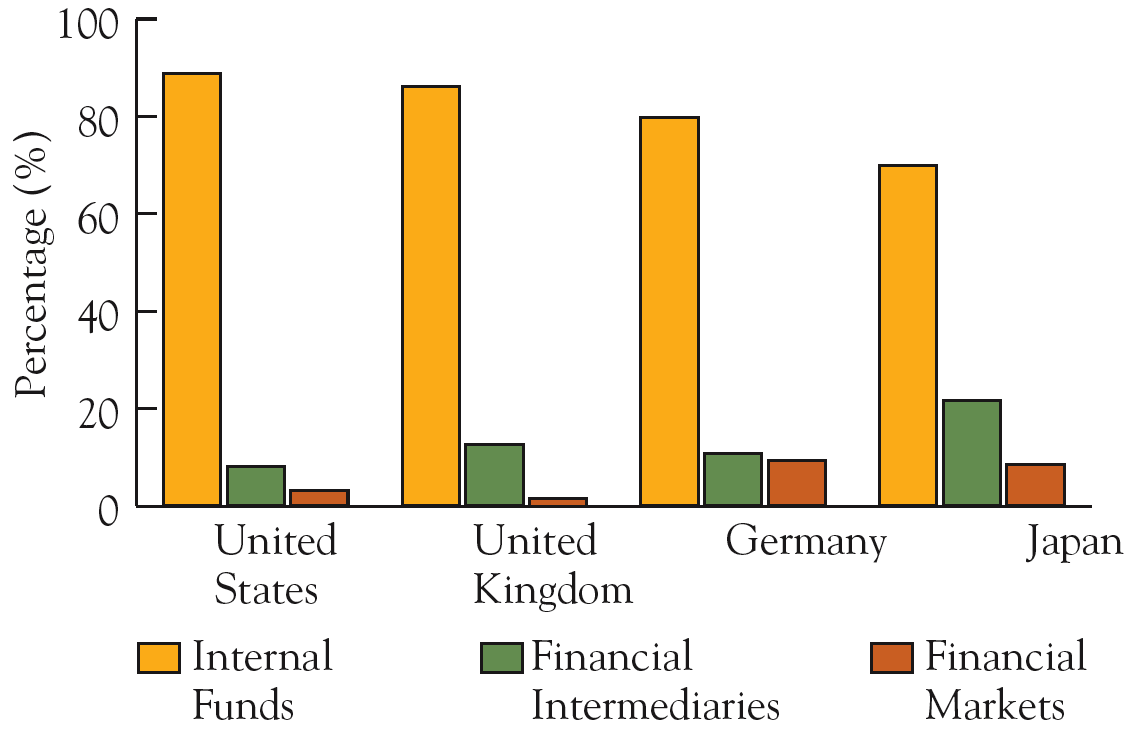 100
80
60
40
20
0
Percentage (%)
United
States
United
Kingdom
Germany
Japan
Internal
Funds
Financial
Intermediaries
Financial
Markets